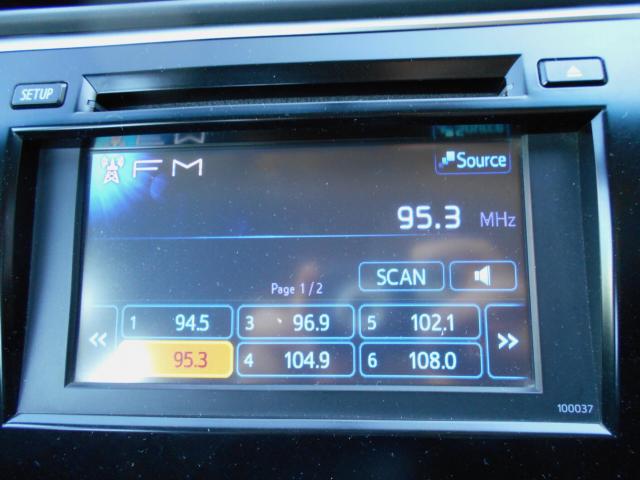 SETUP
FM
Source
95.3 MHz
Page 1 / 2
SCAN
1 94.5 3 96.9 5 102.1
95.3 4 104.9 6 108.0
100037